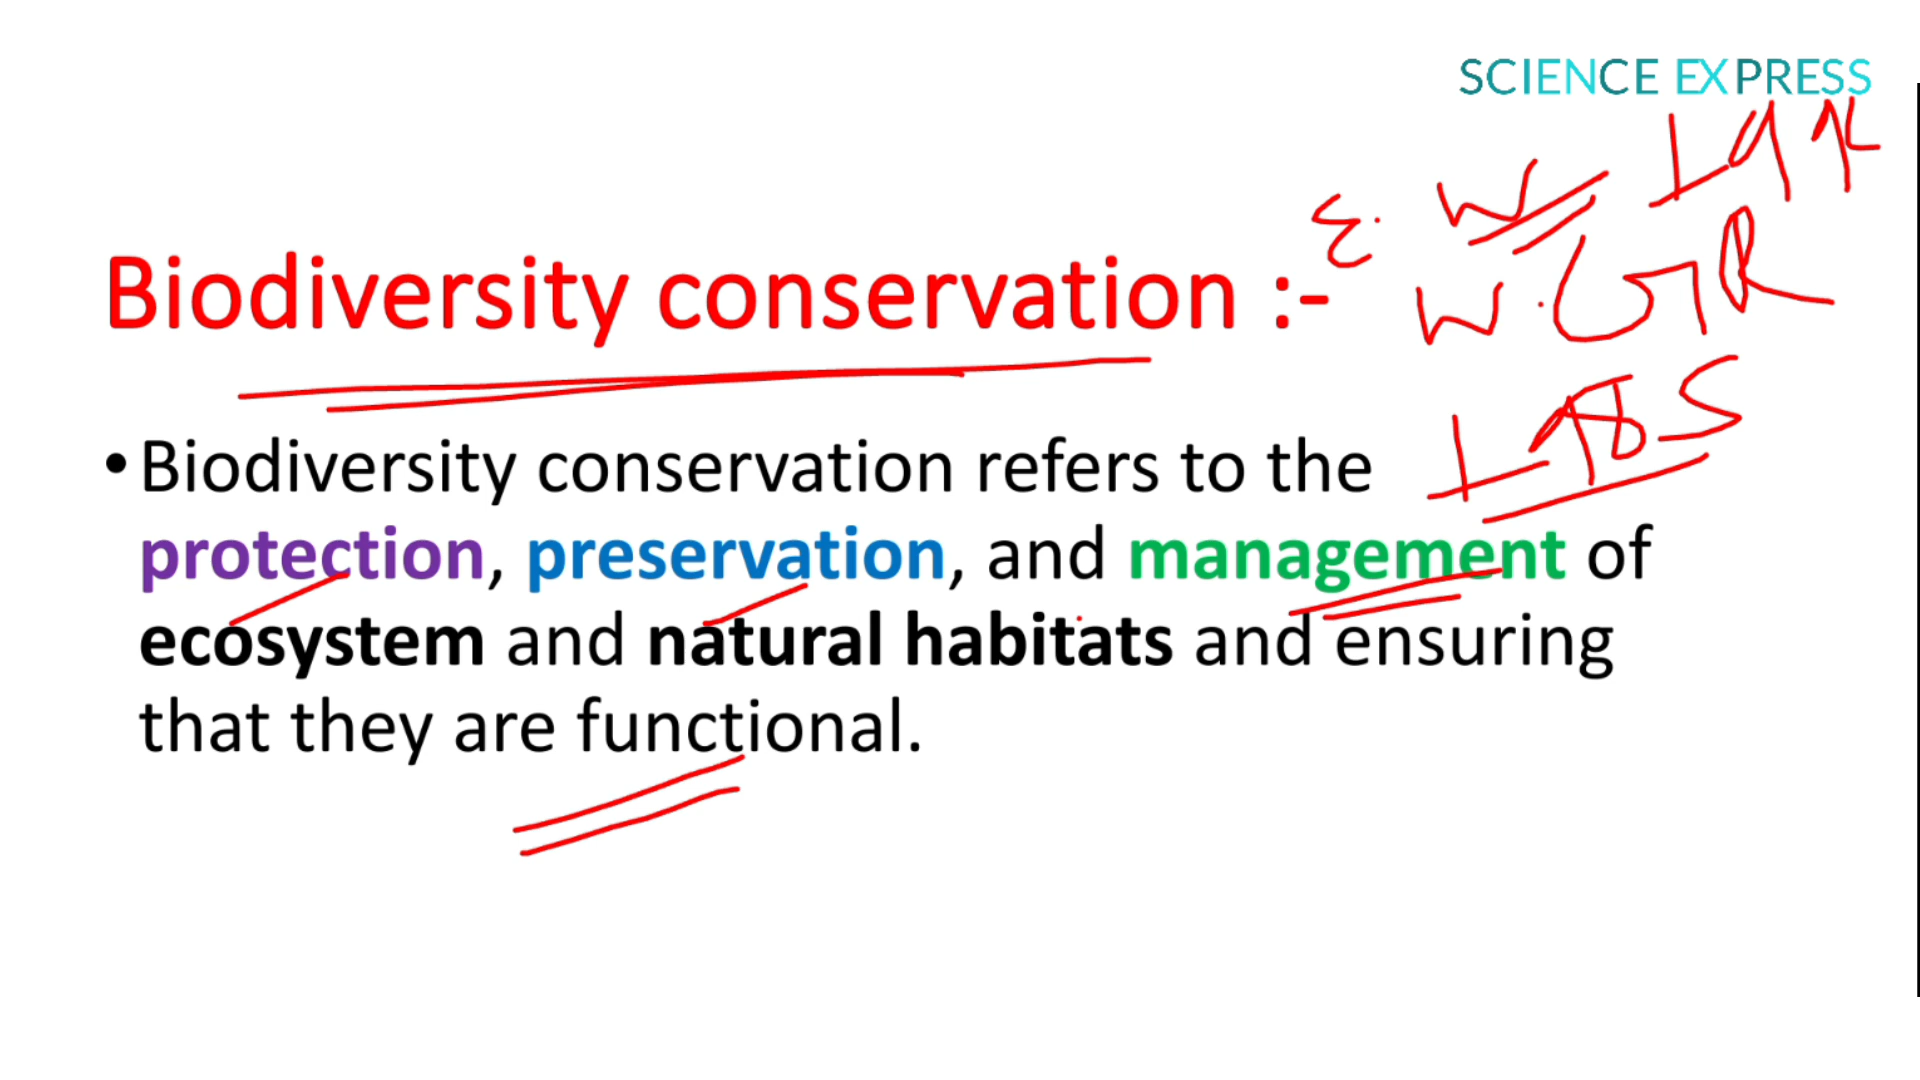 SCIENCE EXPRESS
Biodiversity conservation :-
• Biodiversity conservation refers to the
protection, preservation, and management of
ecosystem and natural habitats and ensuring
that they are functional.